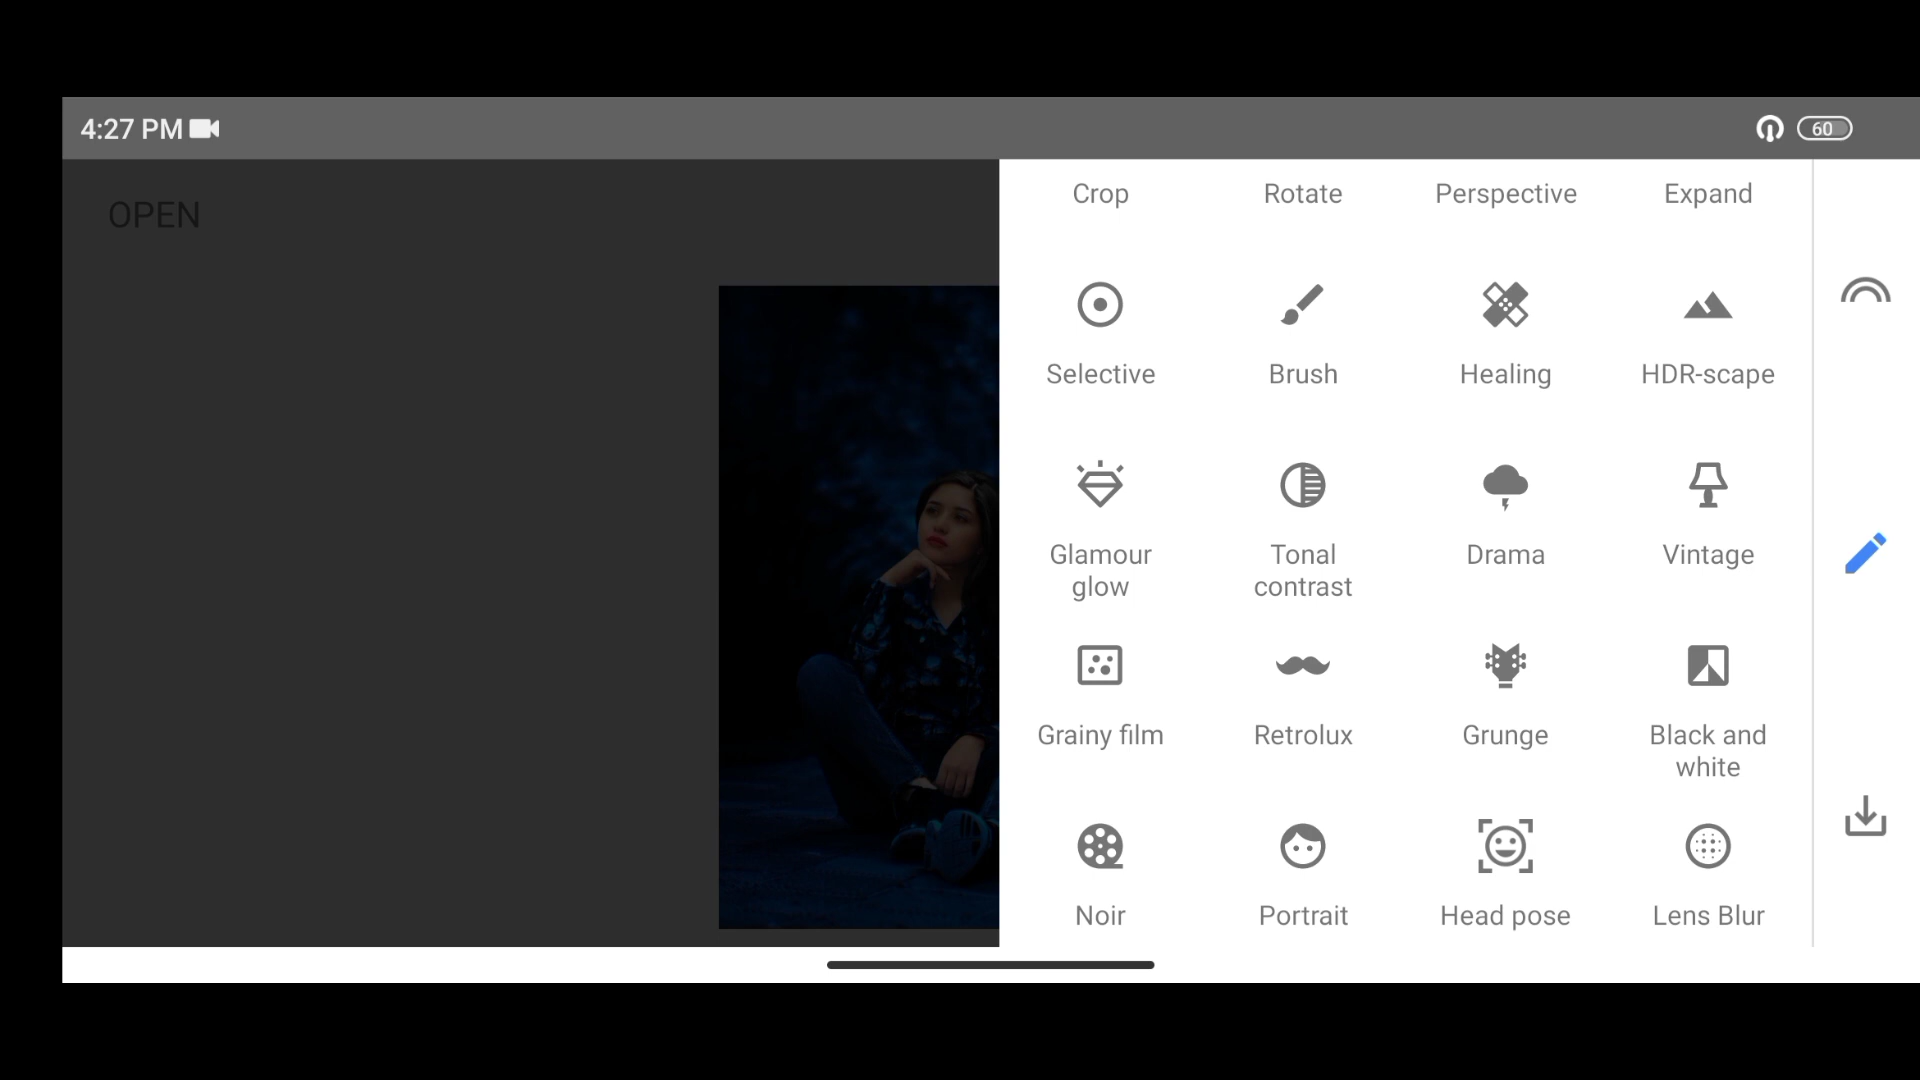 4:27 PM
60
OPEN
Crop Rotate Perspective Expand
Selective Brush Healing HDR-scape
Glamour glow Tonal contrast Drama Vintage
Grainy film Retrolux Grunge Black and white
Noir Portrait Head pose Lens Blur